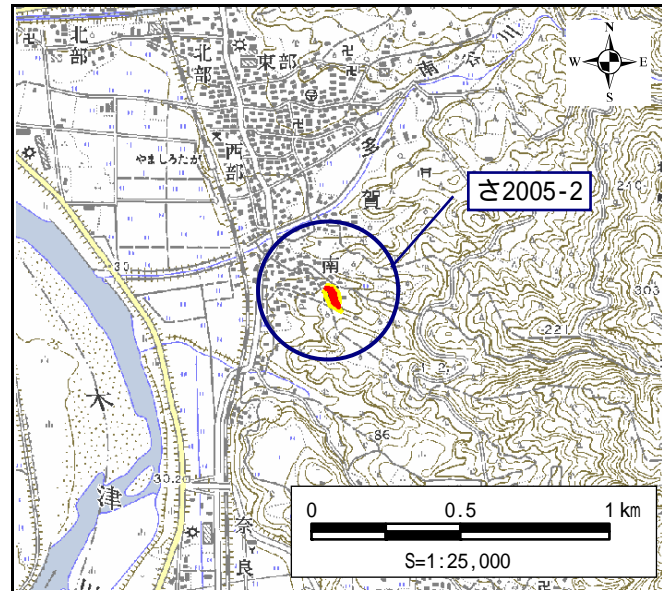 北部
北部
東部
南谷川
N
W E
S
西部
やましろたが
多賀
さ2005-2
南
30
240
303
221
86
木津
30.2
奈良
0 0.5 1 km
S=1:25,000